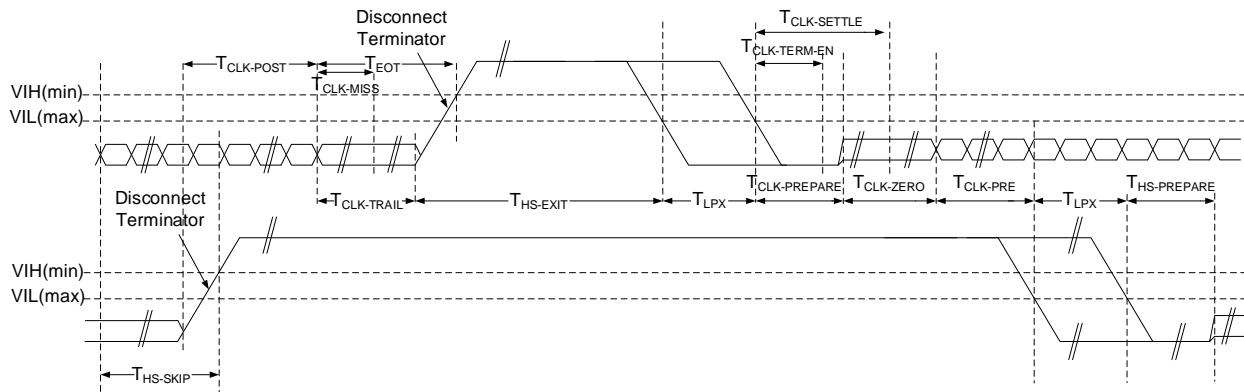 Disconnect
Terminator
TCLK-SETTLE
TCLK-POST
TEOT
TCLK-TERM-EN
TCLK-MISS
VIH(min)
VIL(max)
TCLK-TRAIL
THS-EXIT
TLPX
TCLK-PREPARE
TCLK-ZERO
TCLK-PRE
TLPX
THS-PREPARE
Disconnect
Terminator
VIH(min)
VIL(max)
THS-SKIP